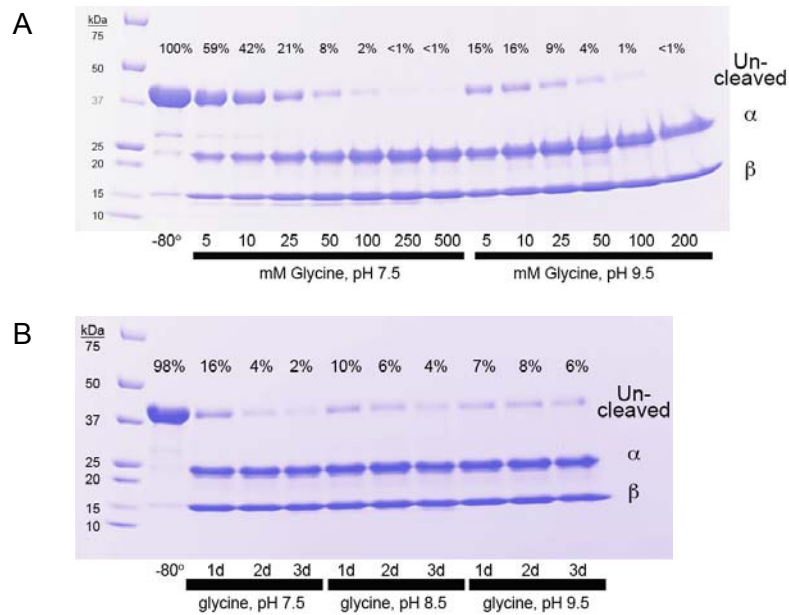 A
kDa
75
50
37
25
20
15
10
100% 59% 42% 21% 8% 2% <1% <1% 15% 16% 9% 4% 1% <1%
Un-
cleaved
α
β
-80° 5 10 25 50 100 250 500 5 10 25 50 100 200
mM Glycine, pH 7.5 mM Glycine, pH 9.5
B
kDa
75
50
37
25
20
15
10
98% 16% 4% 2% 10% 6% 4% 7% 8% 6%
Un-
cleaved
α
β
-80° 1d 2d 3d 1d 2d 3d 1d 2d 3d
glycine, pH 7.5 glycine, pH 8.5 glycine, pH 9.5